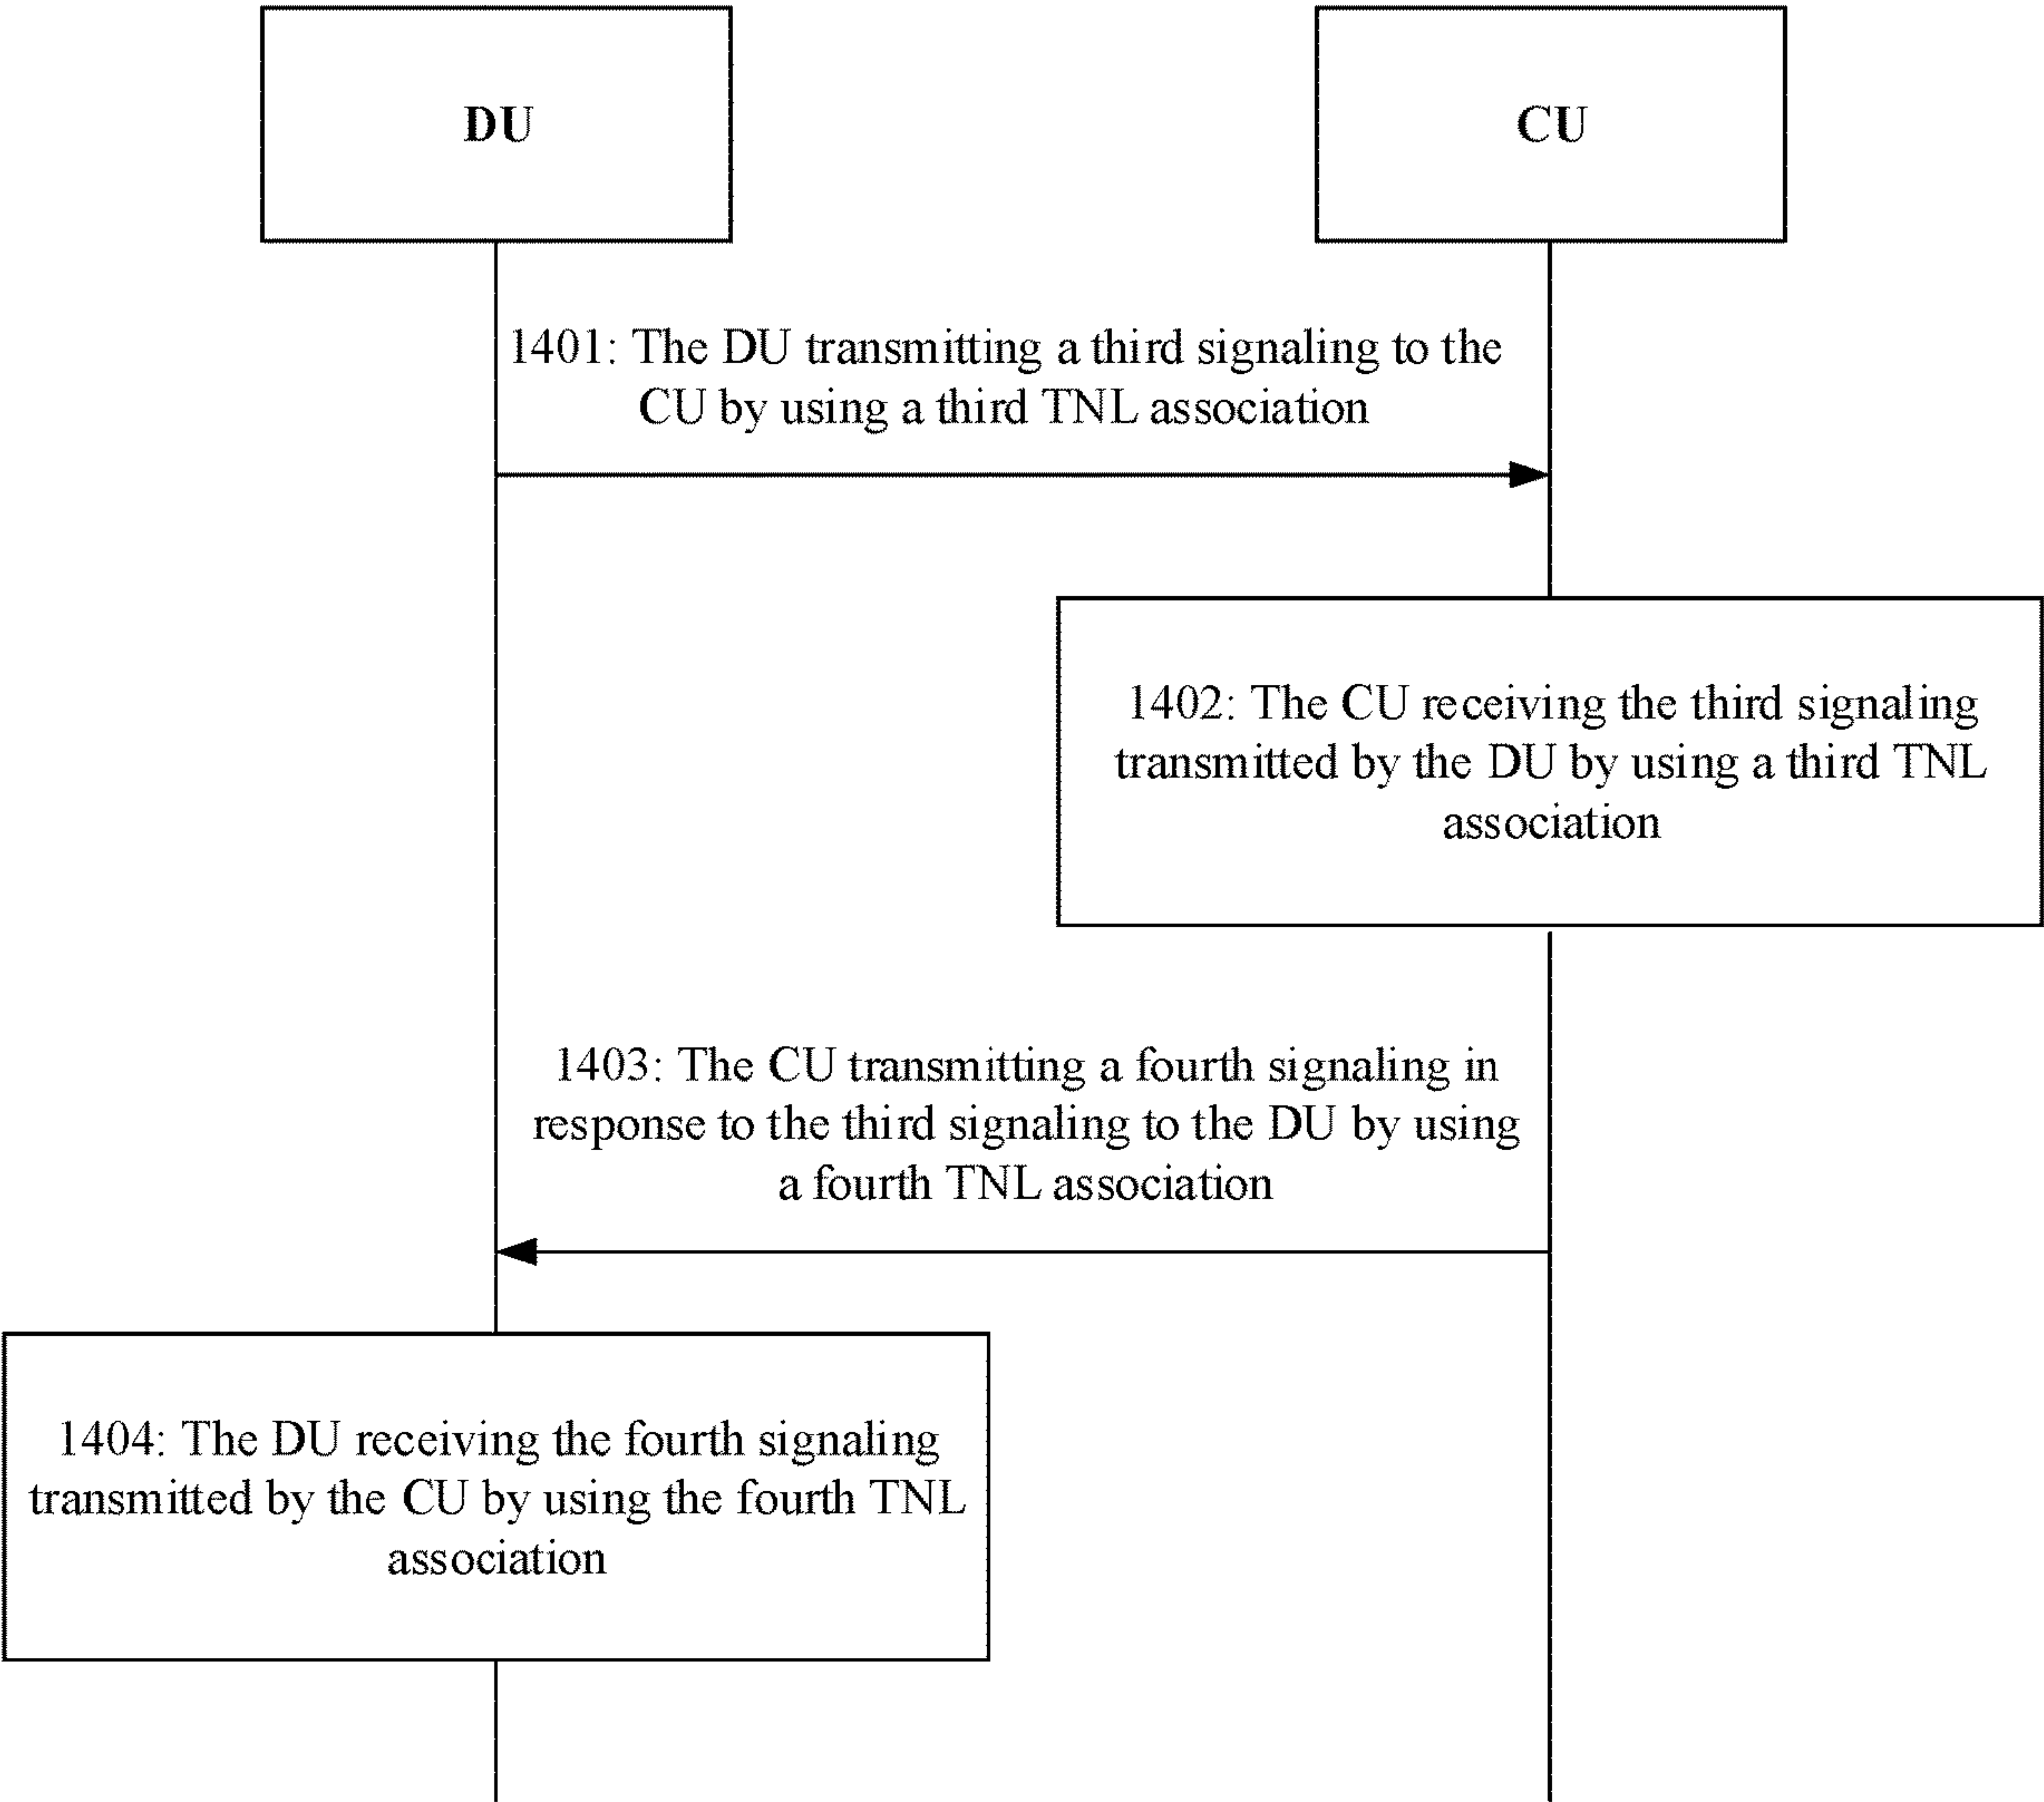 DU
CU
1401: The DU transmitting a third signaling to the
CU by using a third TNL association
1402: The CU receiving the third signaling
transmitted by the DU by using a third TNL
association
1403: The CU transmitting a fourth signaling in
response to the third signaling to the DU by using
a fourth TNL association
1404: The DU receiving the fourth signaling
transmitted by the CU by using the fourth TNL
association